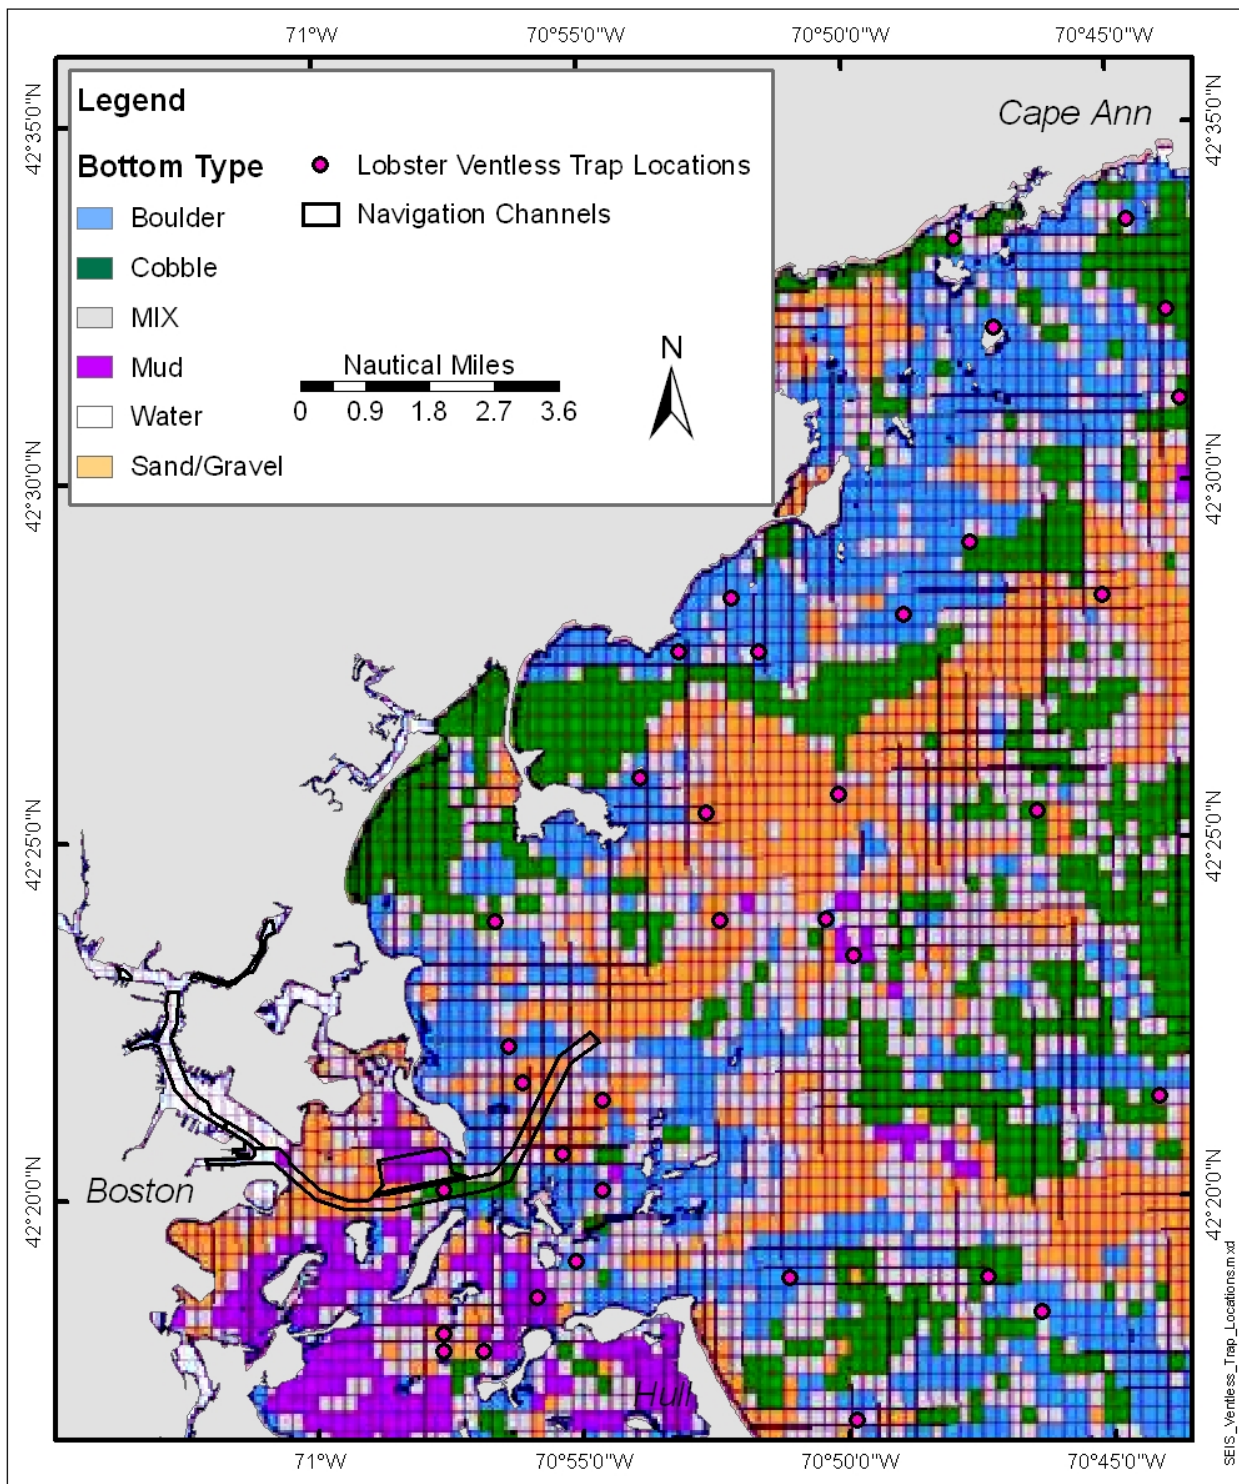 71°W 70°55'0"W 70°50'0"W 70°45'0"W
Cape Ann
Legend
Bottom Type
Lobster Ventless Trap Locations
Boulder
Navigation Channels
Cobble
MIX
Mud
Nautical Miles
N
Water
0 0.9 1.8 2.7 3.6
Sand/Gravel
42°35'0"N 42°35'0"N
42°30'0"N 42°30'0"N
42°25'0"N 42°25'0"N
42°20'0"N 42°20'0"N
Boston
Hull
71°W 70°55'0"W 70°50'0"W 70°45'0"W
SEIS_Ventless_Trap_Locations.mxd